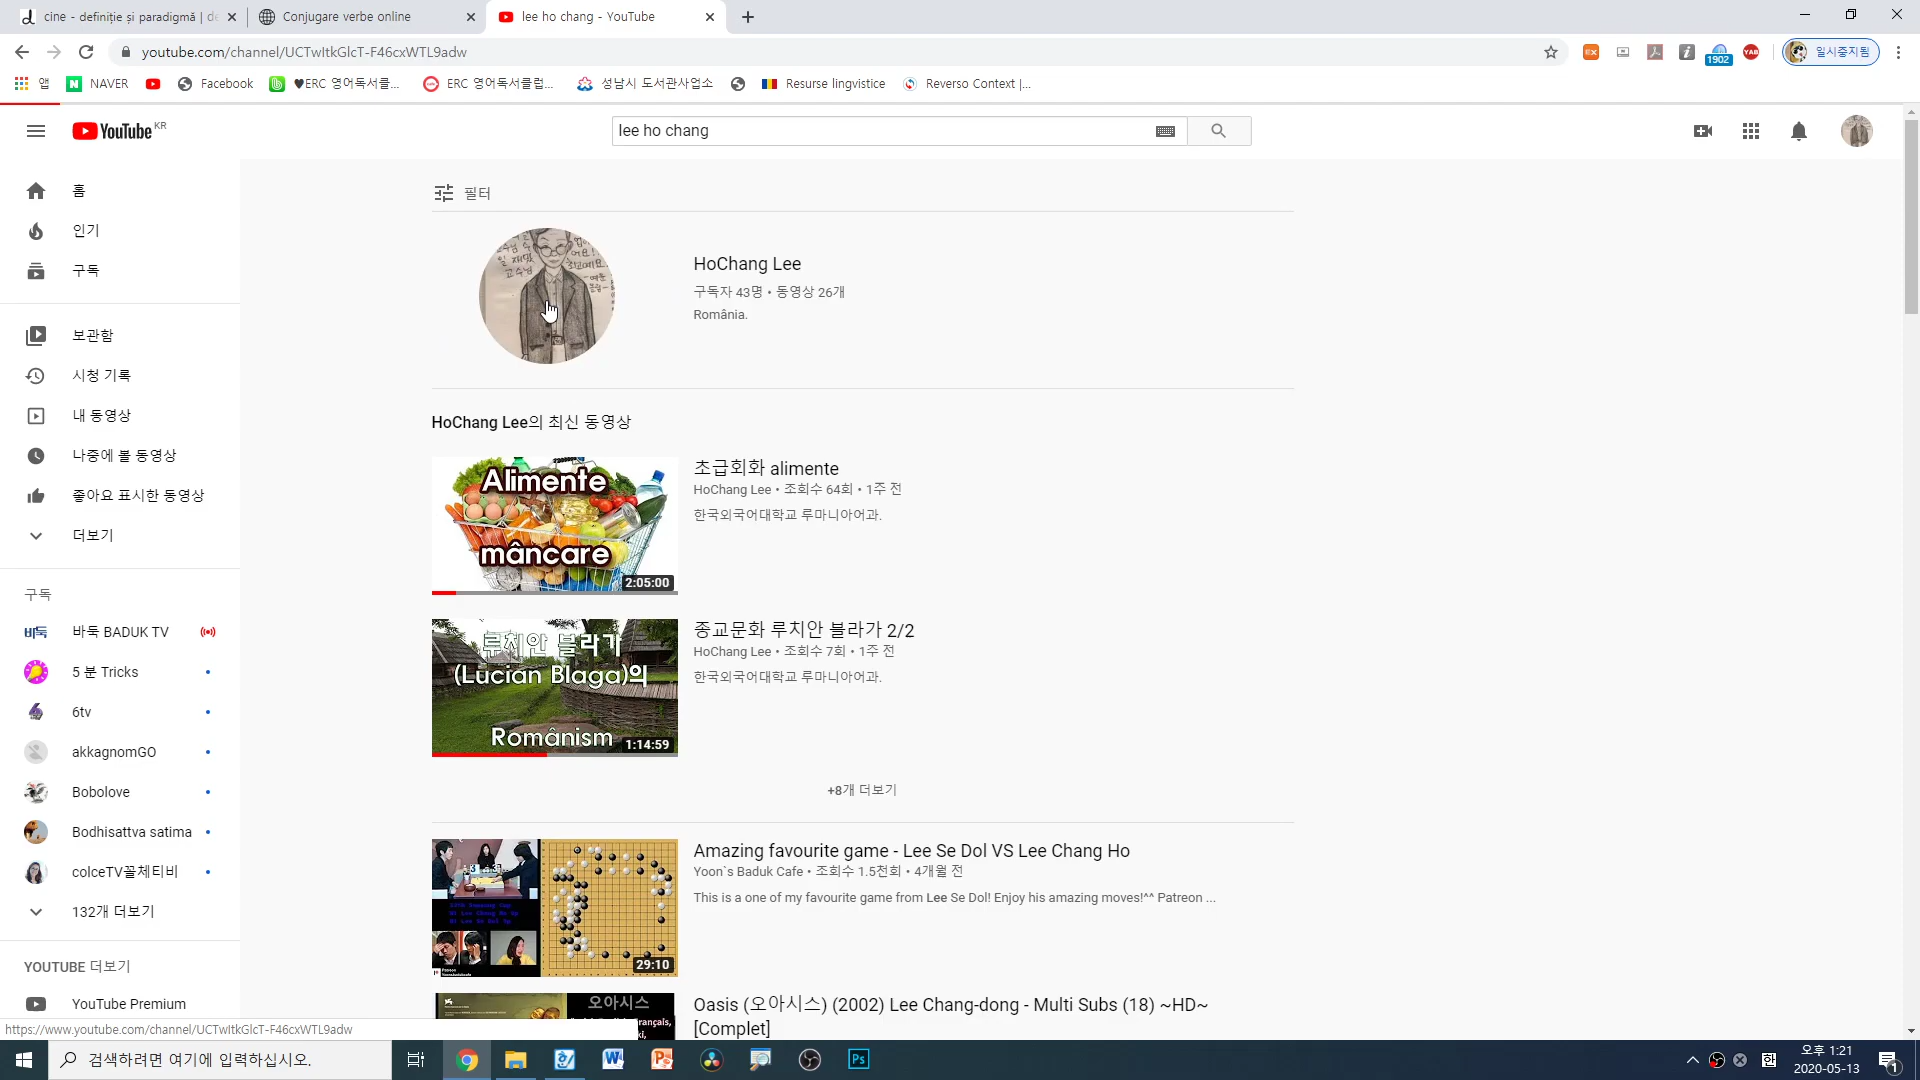 cine - definiție și paradigmă | de
Conjugare verbe online
lee ho chang - YouTube
youtube.com/channel/UCTwItkGlcT-F46cxWTL9adw
1902
일시중지됨
앱
NAVER
Facebook
♥ERC 영어독서클...
ERC 영어독서클럽...
성남시 도서관사업소
Resurse lingvistice
Reverso Context |...
YouTube KR
lee ho chang
홈
인기
구독
보관함
시청 기록
내 동영상
나중에 볼 동영상
좋아요 표시한 동영상
더보기
구독
바둑 BADUK TV
5 분 Tricks
6tv
akkagnomGO
Bobolove
Bodhisattva satima
colceTV꼴체티비
132개 더보기
YOUTUBE 더보기
YouTube Premium
필터
HoChang Lee
구독자 43명 • 동영상 26개
România.
HoChang Lee의 최신 동영상
Alimente
mâncare
2:05:00
초급회화 alimente
HoChang Lee • 조회수 64회 • 1주 전
한국외국어대학교 루마니아어과.
루치안 블라가
(Lucian Blaga)의
Românism
1:14:59
종교문화 루치안 블라가 2/2
HoChang Lee • 조회수 7회 • 1주 전
한국외국어대학교 루마니아어과.
+8개 더보기
29:10
Amazing favourite game - Lee Se Dol VS Lee Chang Ho
Yoon`s Baduk Cafe • 조회수 1.5천회 • 4개월 전
This is a one of my favourite game from Lee Se Dol! Enjoy his amazing moves!^^ Patreon ...
오아시스
Oasis (오아시스) (2002) Lee Chang-dong - Multi Subs (18) ~HD~
[Complet]
https://www.youtube.com/channel/UCTwItkGlcT-F46cxWTL9adw
검색하려면 여기에 입력하십시오.
한
오후 1:21
2020-05-13
1